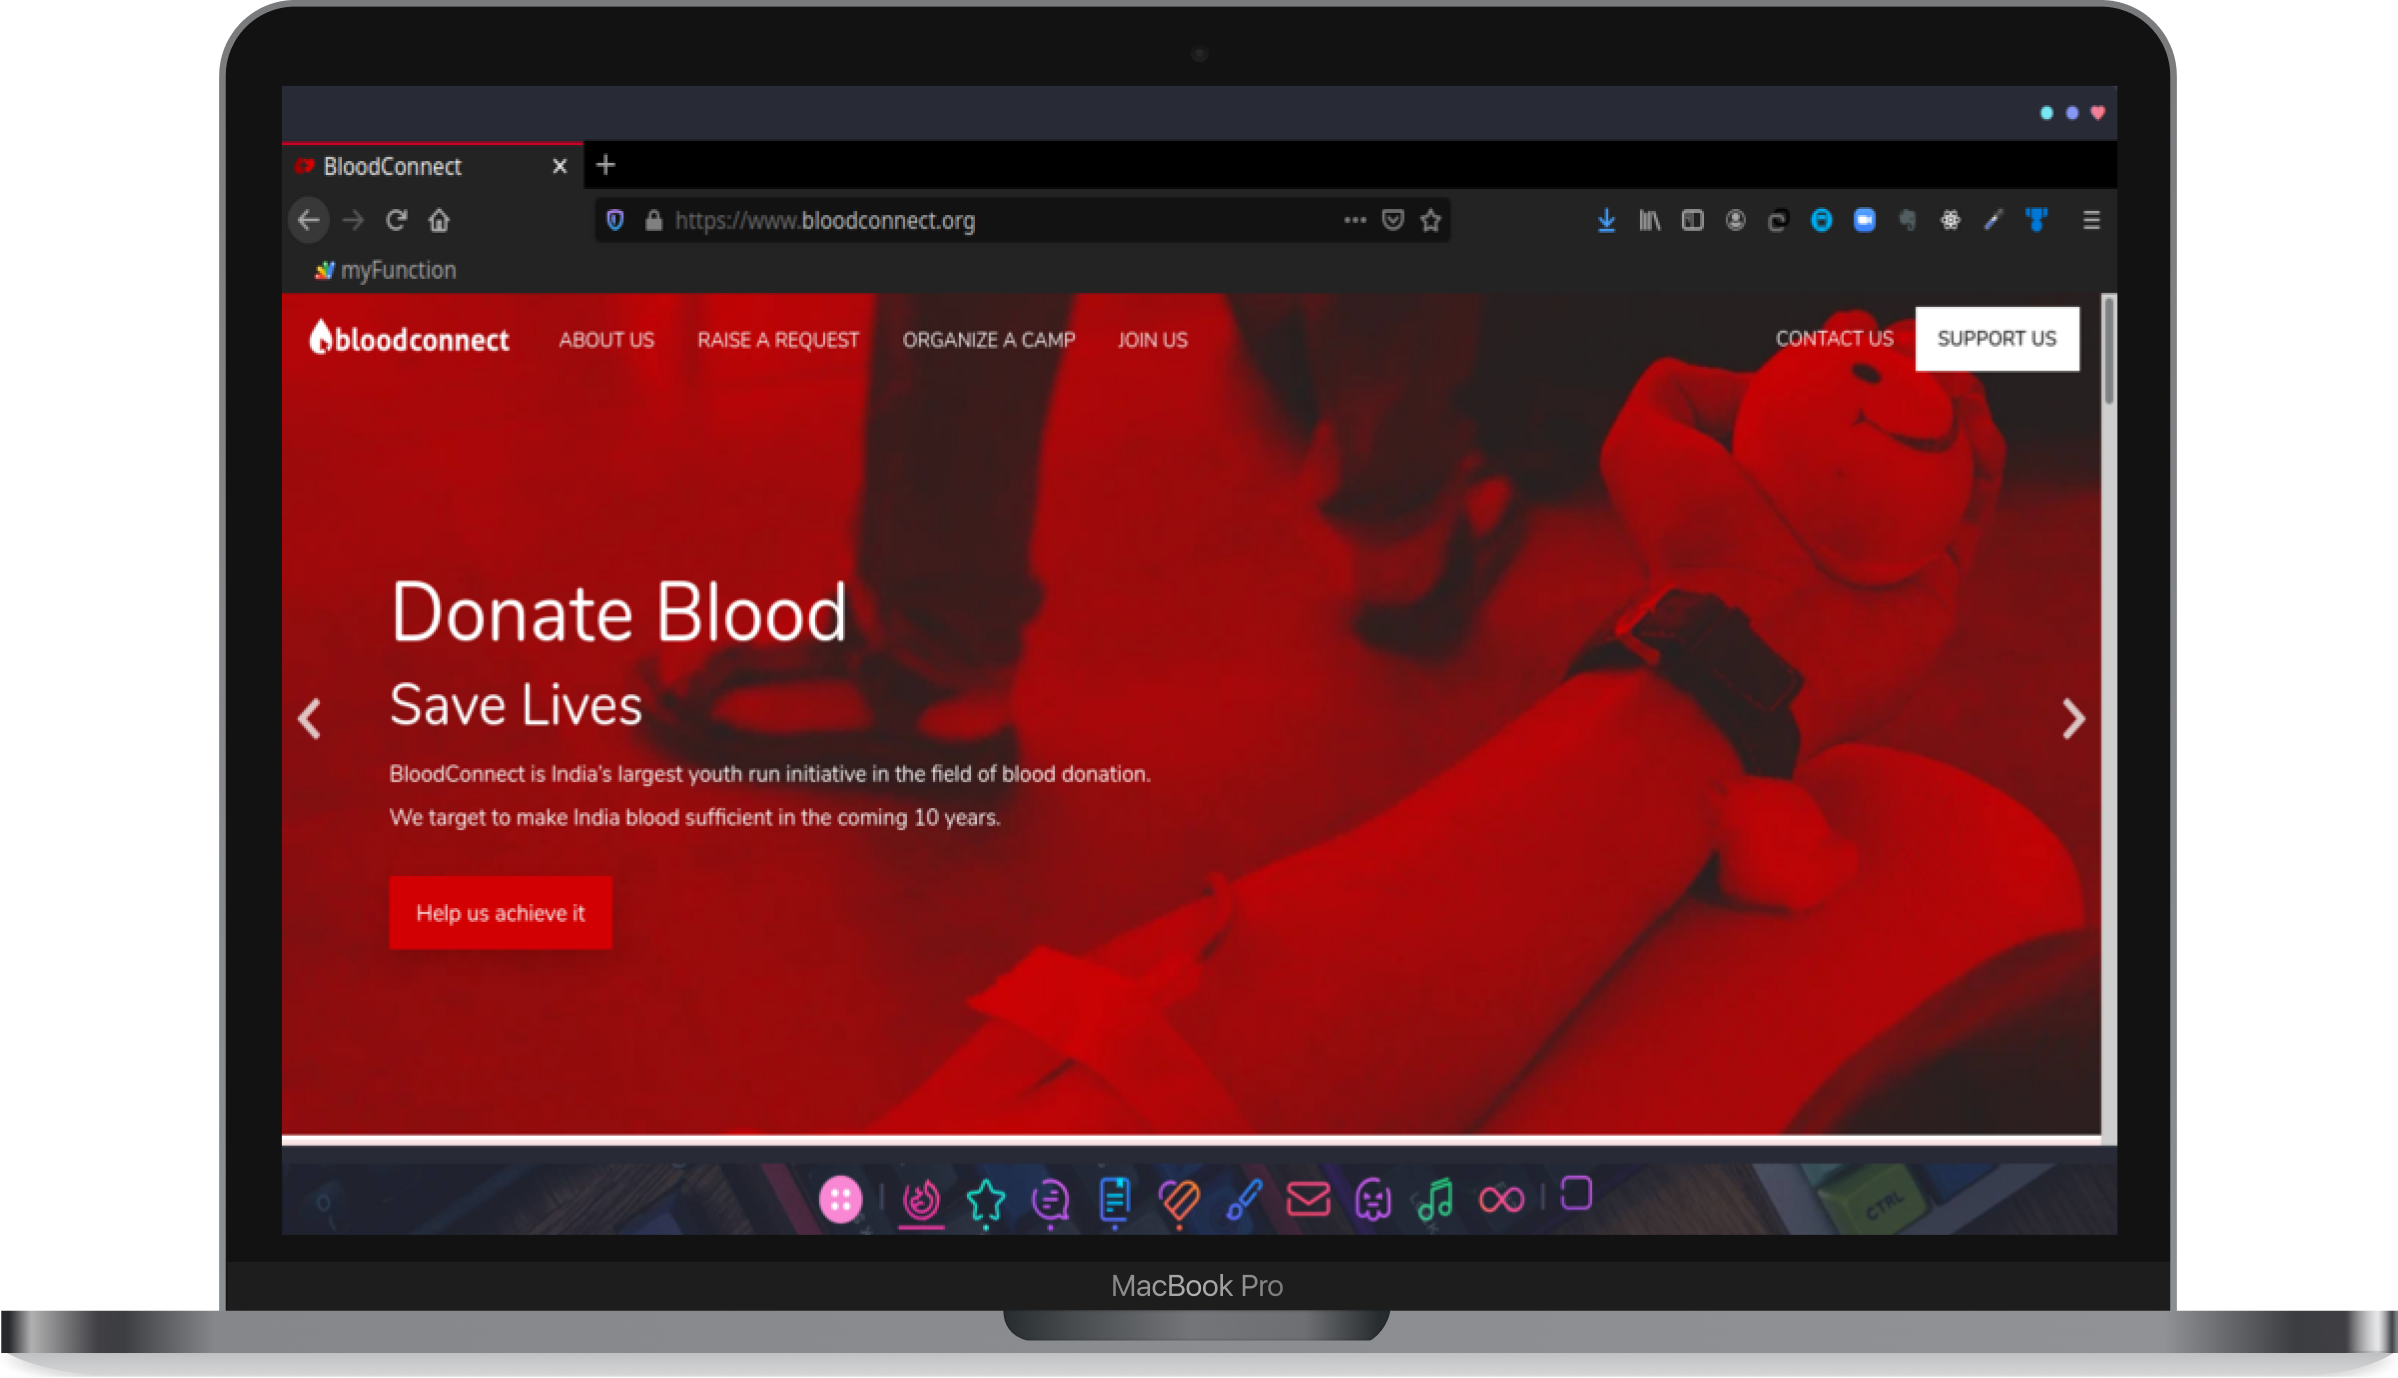 BloodConnect
https://www.bloodconnect.org
myFunction
bloodconnect
ABOUT US
RAISE A REQUEST
ORGANIZE A CAMP
JOIN US
CONTACT US
SUPPORT US
Donate Blood
Save Lives
BloodConnect is India's largest youth run initiative in the field of blood donation.
We target to make India blood sufficient in the coming 10 years.
Help us achieve it
CTRL
MacBook Pro